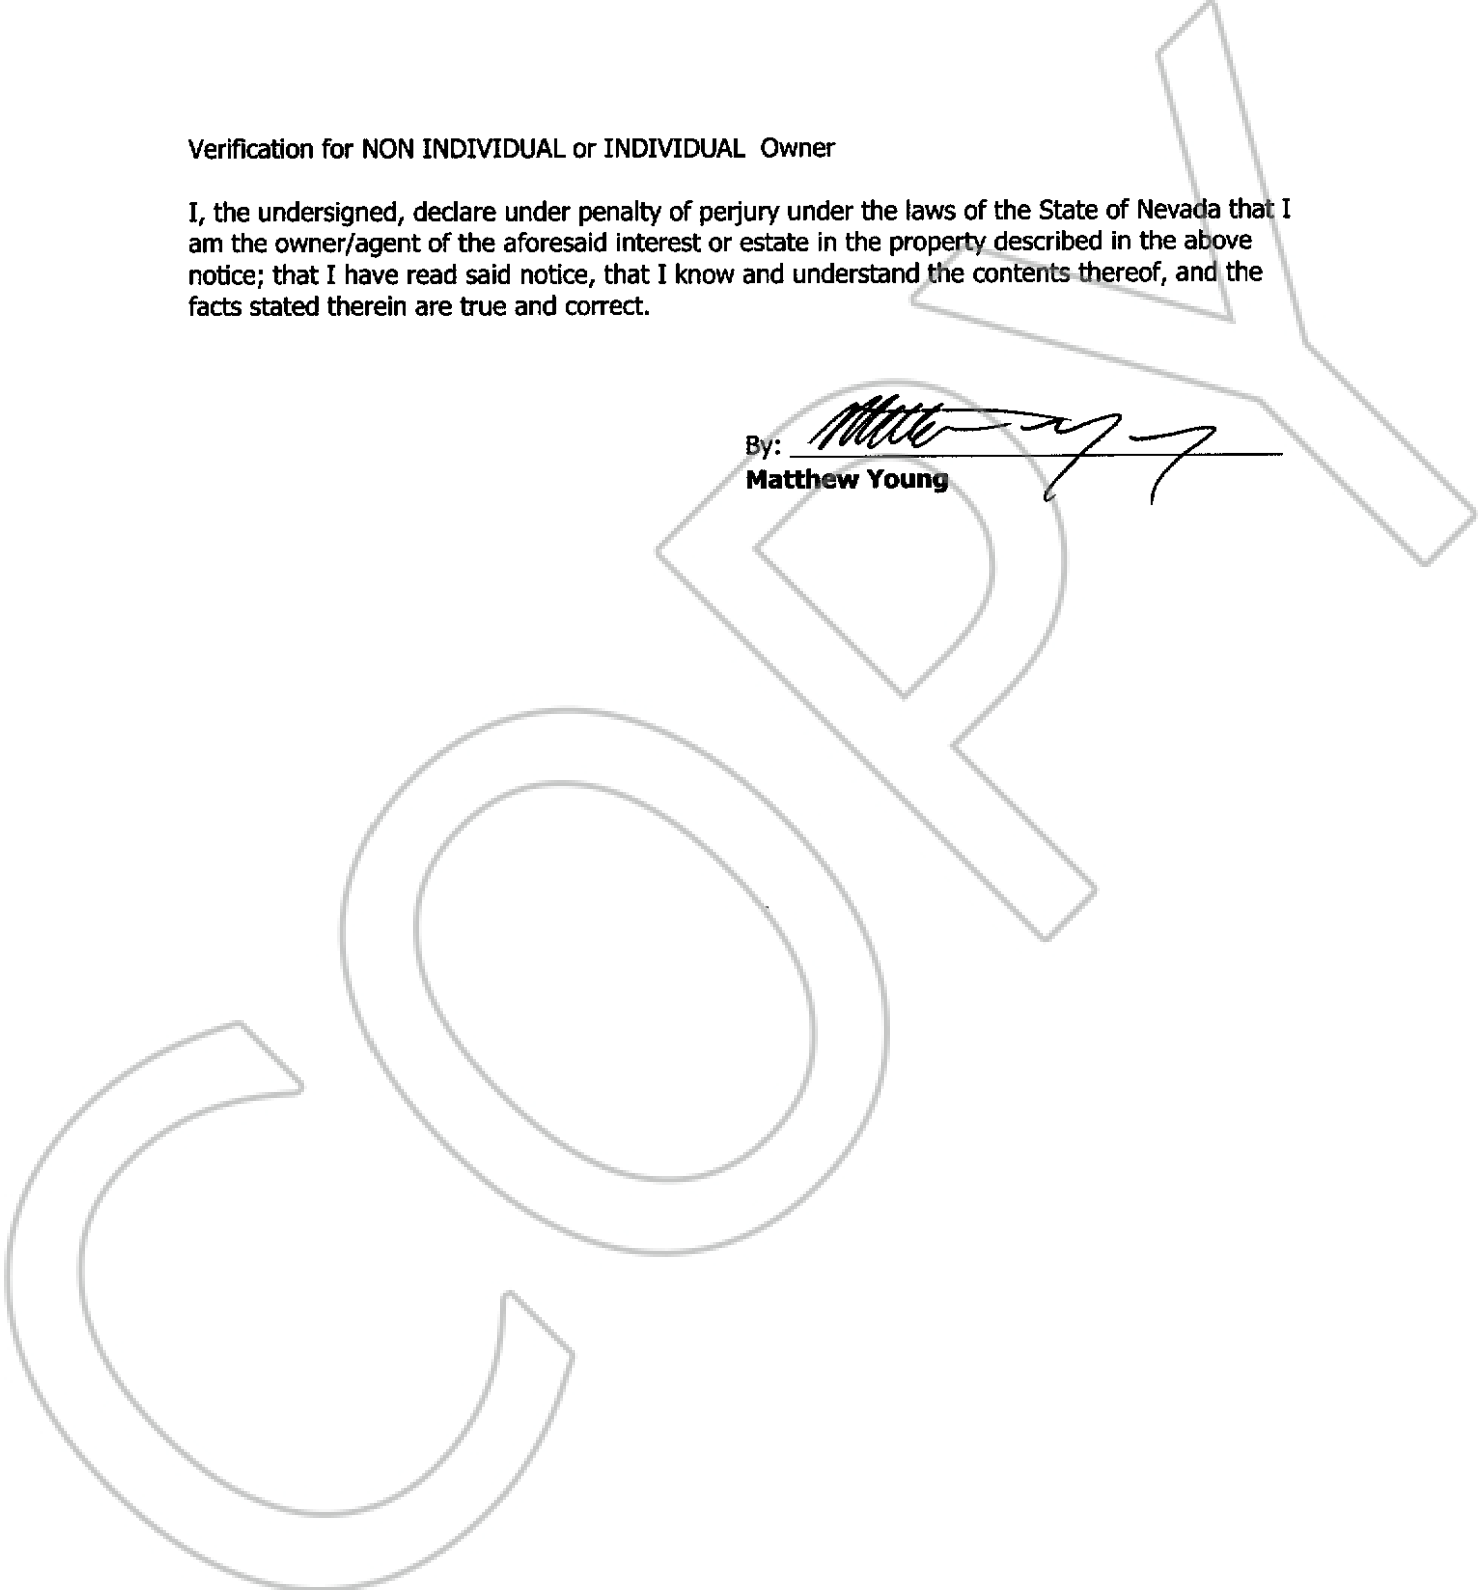 Verification for NON INDIVIDUAL or INDIVIDUAL Owner
I, the undersigned, declare under penalty of perjury under the laws of the State of Nevada that I
am the owner/agent of the aforesaid interest or estate in the property described in the above
notice; that I have read said notice, that I know and understand the contents thereof, and the
facts stated therein are true and correct.
By:
Matthew Young
COPY